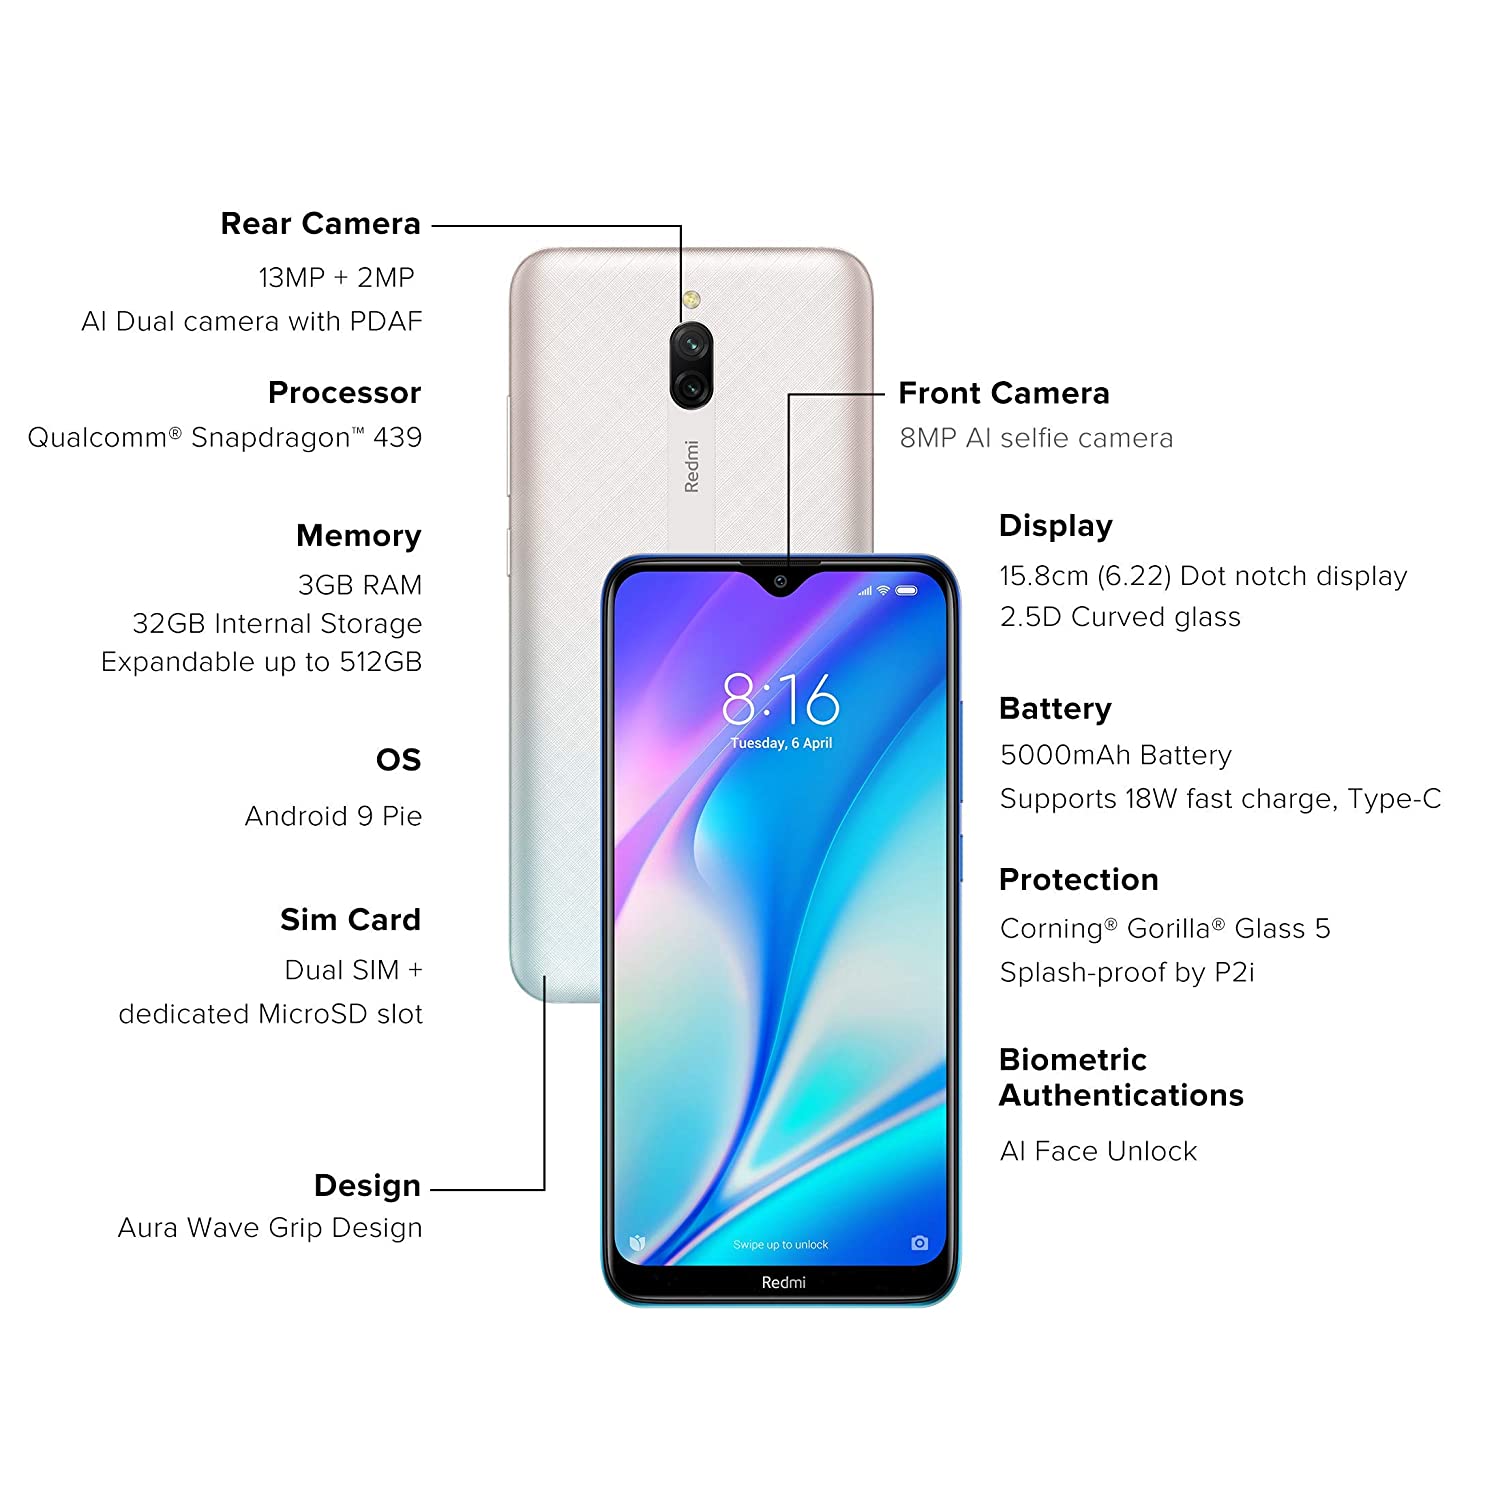 Rear Camera
13MP + 2MP
AI Dual camera with PDAF
Processor
Qualcomm® Snapdragon™ 439
Memory
3GB RAM
32GB Internal Storage
Expandable up to 512GB
OS
Android 9 Pie
Sim Card
Dual SIM +
dedicated MicroSD slot
Design
Aura Wave Grip Design
Redmi
8:16
Tuesday, 6 April
Swipe up to unlock
Redmi
Front Camera
8MP AI selfie camera
Display
15.8cm (6.22) Dot notch display
2.5D Curved glass
Battery
5000mAh Battery
Supports 18W fast charge, Type-C
Protection
Corning® Gorilla® Glass 5
Splash-proof by P2i
Biometric
Authentications
AI Face Unlock